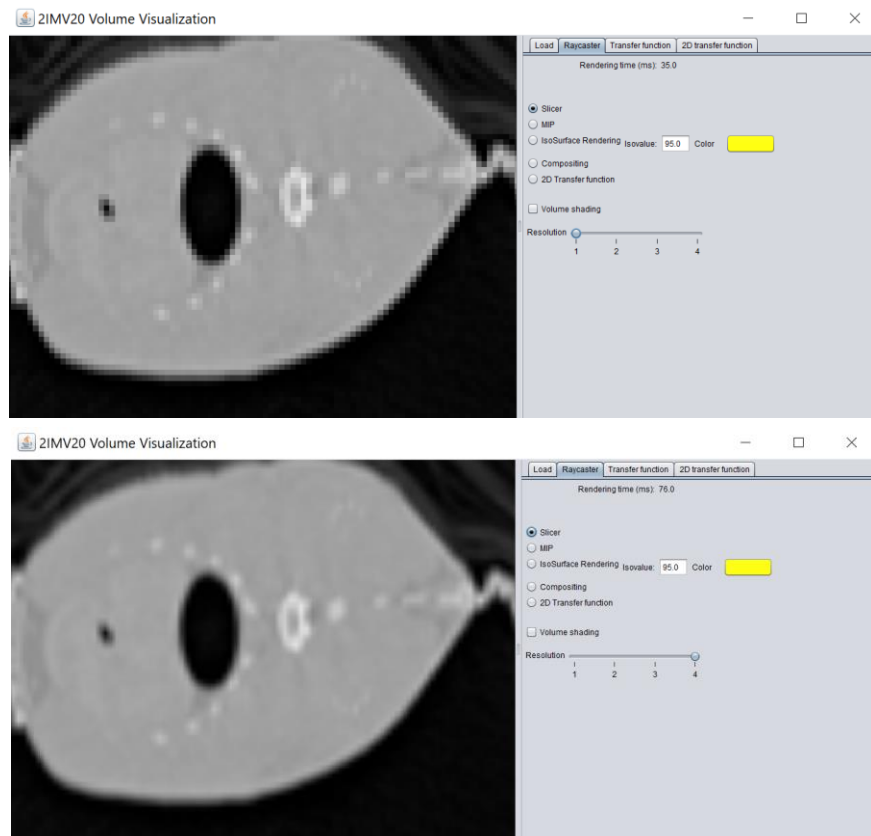 2IMV20 Volume Visualization
Load Raycaster Transfer function 2D transfer function
Rendering time (ms): 35.0
Slicer
MIP
IsoSurface Rendering Isovalue: 95.0 Color
Compositing
2D Transfer function
Volume shading
Resolution
1 2 3 4
2IMV20 Volume Visualization
Load Raycaster Transfer function 2D transfer function
Rendering time (ms): 76.0
Slicer
MIP
IsoSurface Rendering Isovalue: 95.0 Color
Compositing
2D Transfer function
Volume shading
Resolution
1 2 3 4